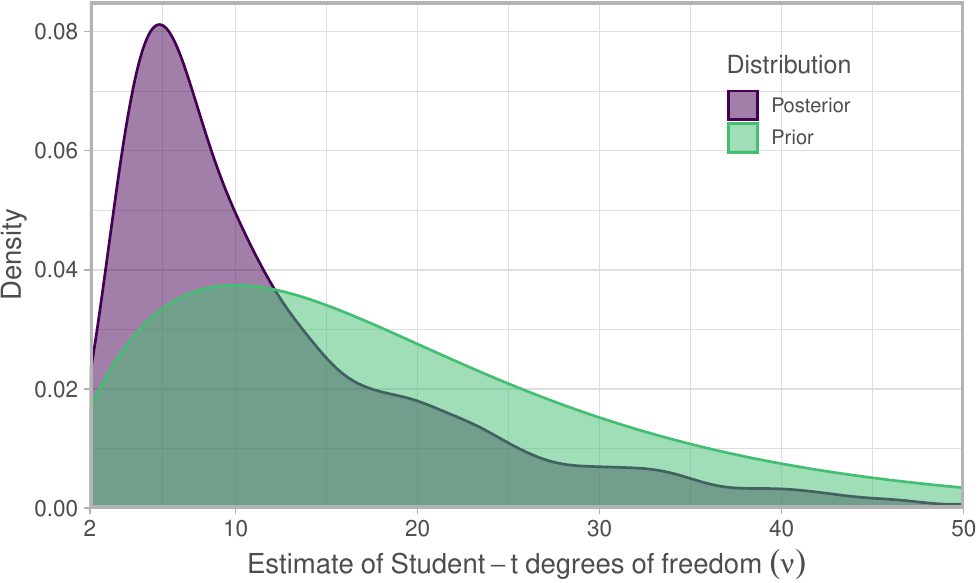 Distribution
Posterior
Prior
Density
0.08
0.06
0.04
0.02
0.00
2 10 20 30 40 50
Estimate of Student−t degrees of freedom (ν)